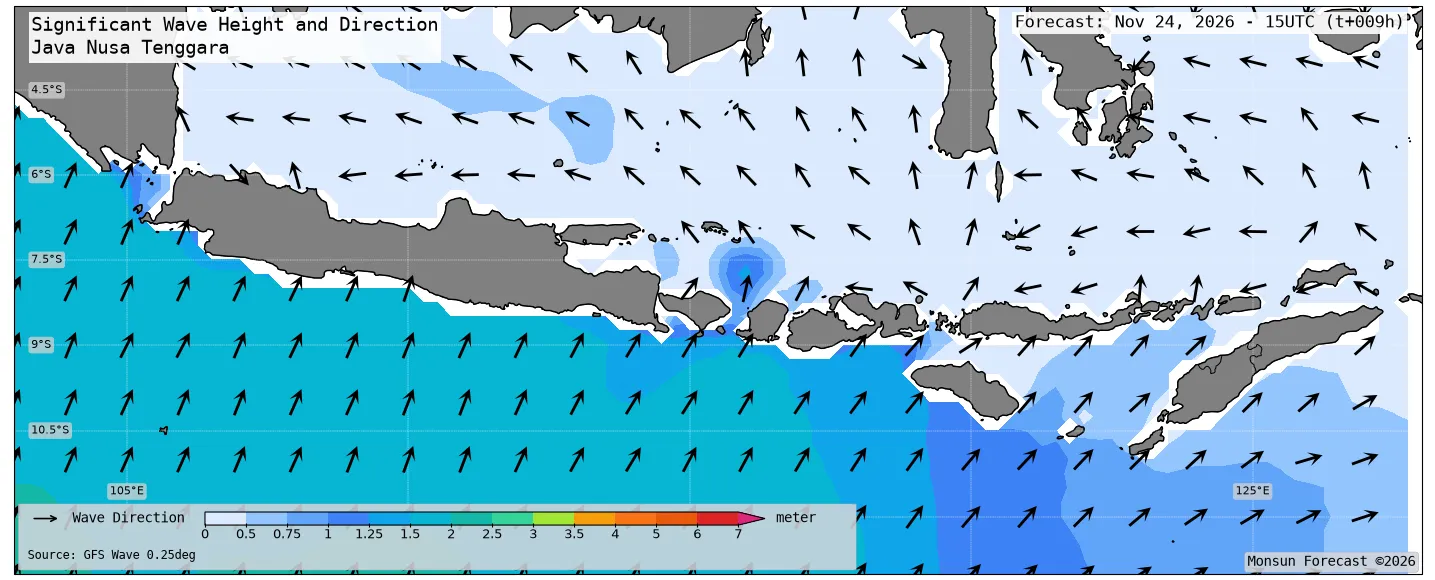 Significant Wave Height and Direction
Java Nusa Tenggara
Forecast: Nov 24, 2026 - 15UTC (t+009h)
4.5°S
6°S
7.5°S
9°S
10.5°S
105°E
125°E
Wave Direction
0 0.5 0.75 1 1.25 1.5 2 2.5 3 3.5 4 5 6 7
meter
Source: GFS Wave 0.25deg
Monsun Forecast ©2026